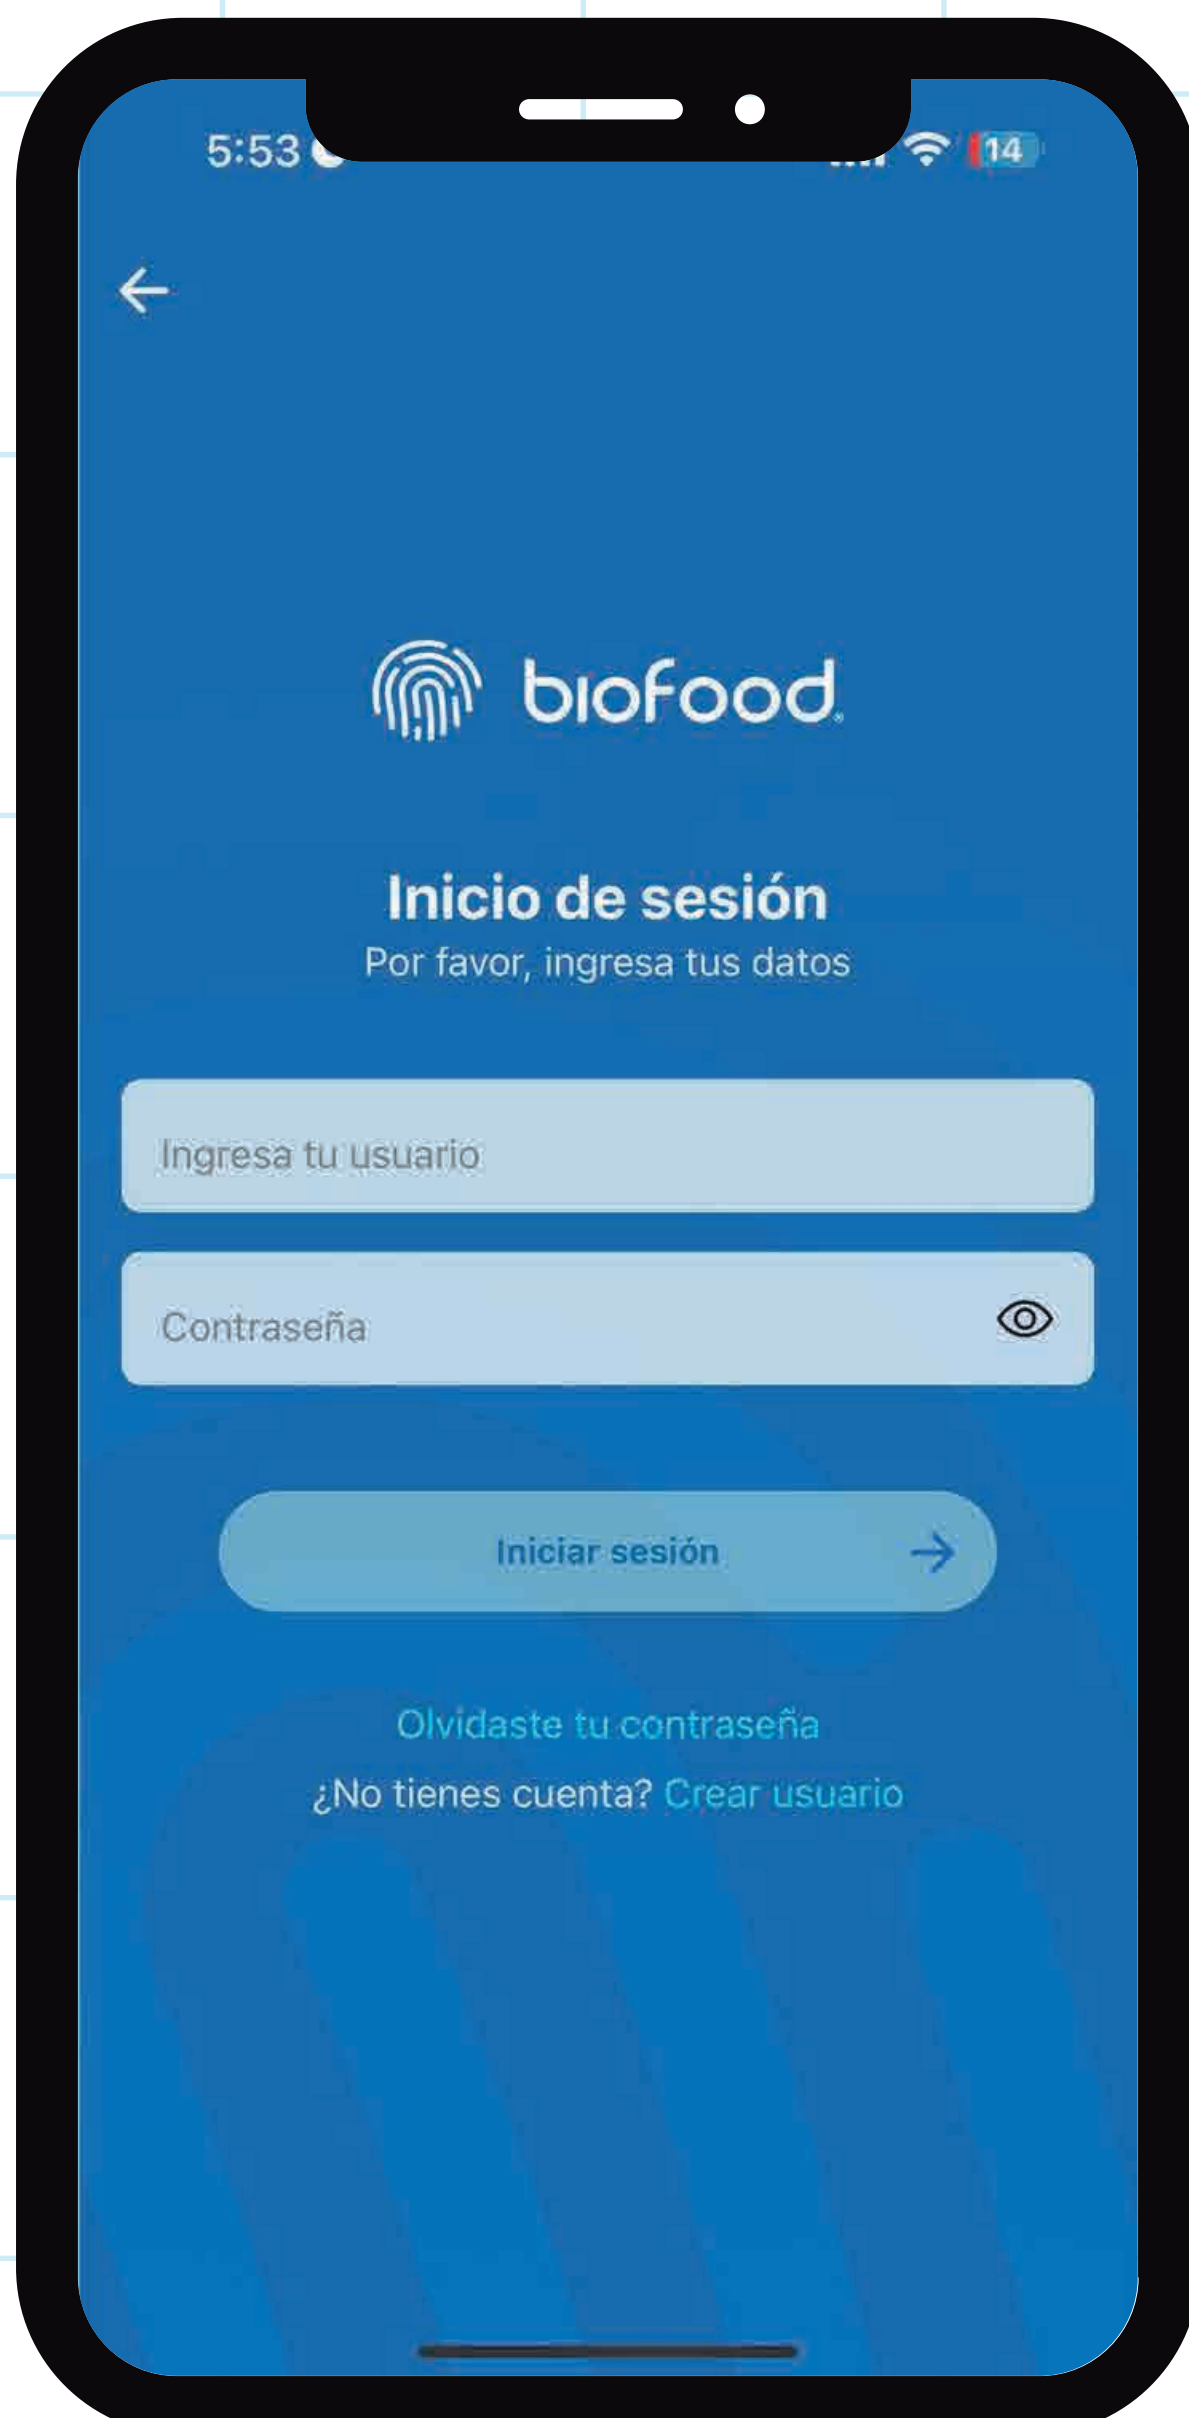 5:53
14
biofood®
Inicio de sesión
Por favor, ingresa tus datos
Ingresa tu usuario
Contraseña
Iniciar sesión
Olvidaste tu contraseña
¿No tienes cuenta? Crear usuario